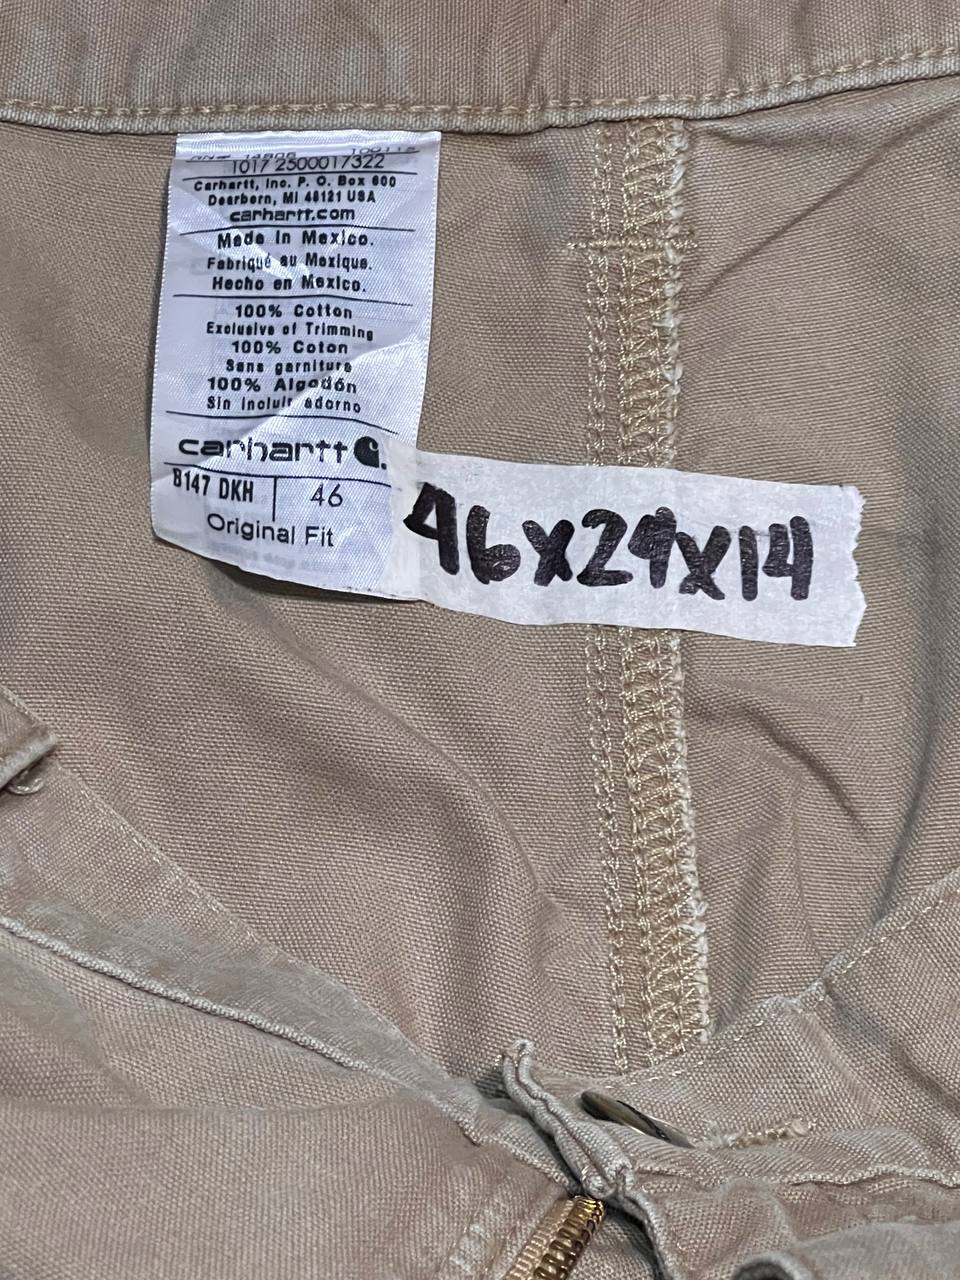 1017 2500017322
Carhartt, Inc. P. O. Box 600
Dearborn, MI 48121 USA
carhartt.com
Made in Mexico.
Fabriqué au Mexique.
Hecho en Mexico.
100% Cotton
Exclusive of Trimming
100% Coton
Sans garniture
100% Algodón
Sin incluir adorno
carhartt
B147 DKH 46
Original Fit
46x29x14